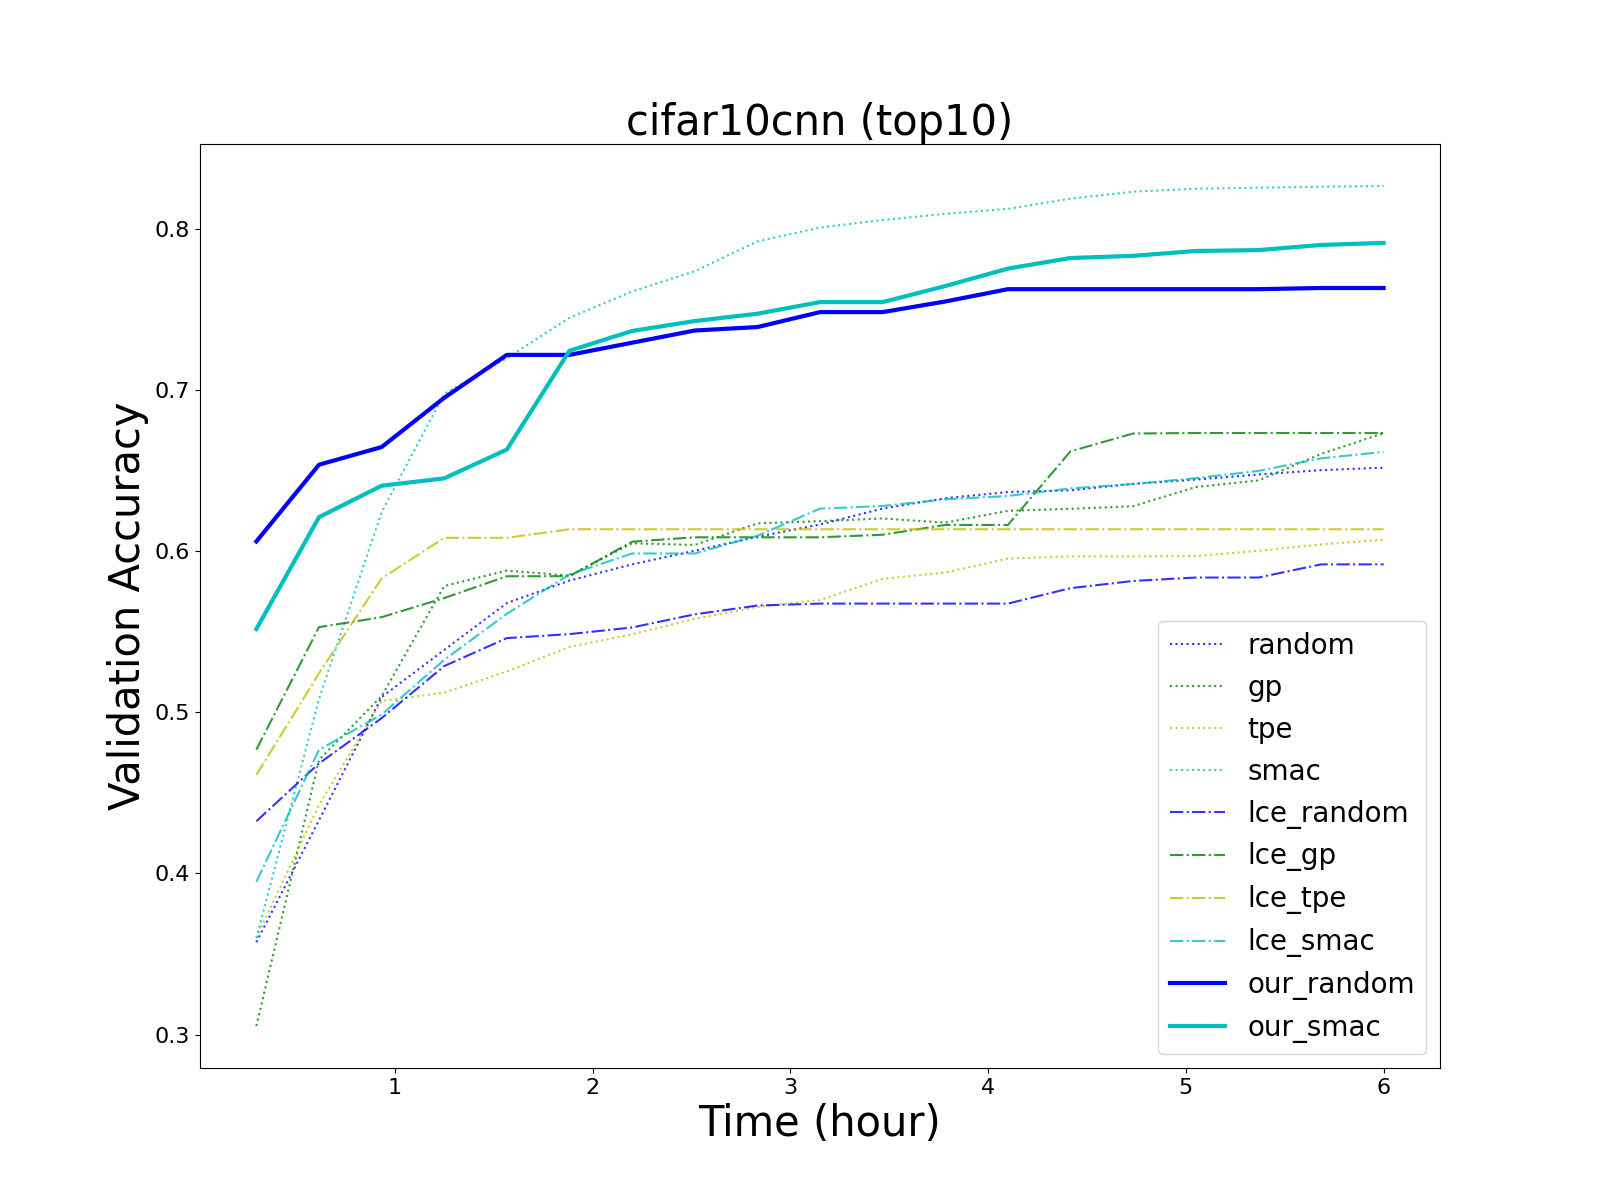 cifar10cnn (top10)
Validation Accuracy
0.8
0.7
0.6
0.5
0.4
0.3
random
gp
tpe
smac
lce_random
lce_gp
lce_tpe
lce_smac
our_random
our_smac
1 2 3 4 5 6
Time (hour)